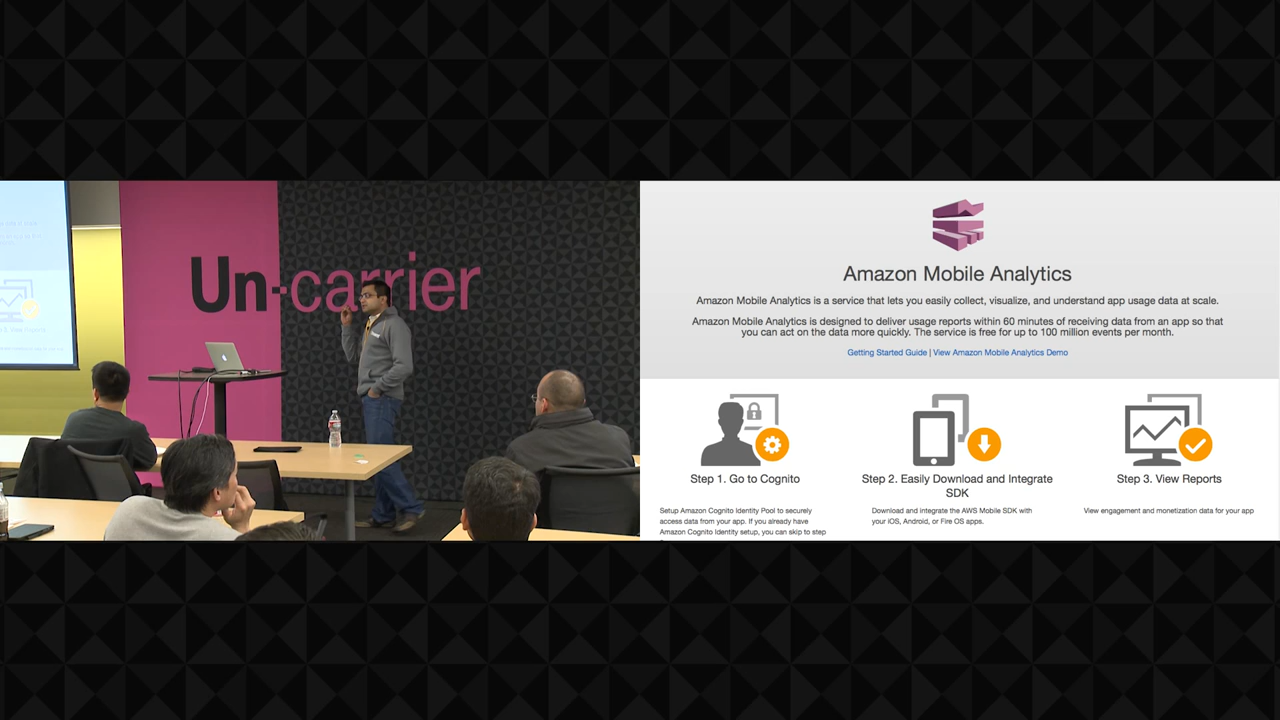 Un-carrier
Amazon Mobile Analytics
Amazon Mobile Analytics is a service that lets you easily collect, visualize, and understand app usage data at scale.
Amazon Mobile Analytics is designed to deliver usage reports within 60 minutes of receiving data from an app so that
you can act on the data more quickly. The service is free for up to 100 million events per month.
Getting Started Guide | View Amazon Mobile Analytics Demo
Step 1. Go to Cognito
Setup Amazon Cognito Identity Pool to securely
access data from your app. If you already have
Amazon Cognito Identity setup, you can skip to step
Step 2. Easily Download and Integrate
SDK
Download and integrate the AWS Mobile SDK with
your iOS, Android, or Fire OS apps.
Step 3. View Reports
View engagement and monetization data for your app